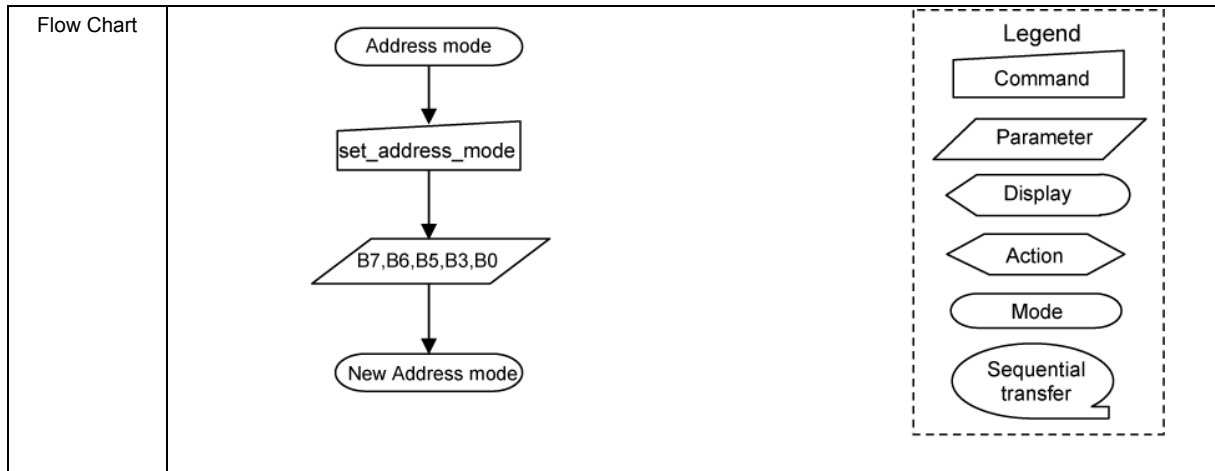 Flow Chart
Address mode
set_address_mode
B7,B6,B5,B3,B0
New Address mode
Legend
Command
Parameter
Display
Action
Mode
Sequential
transfer